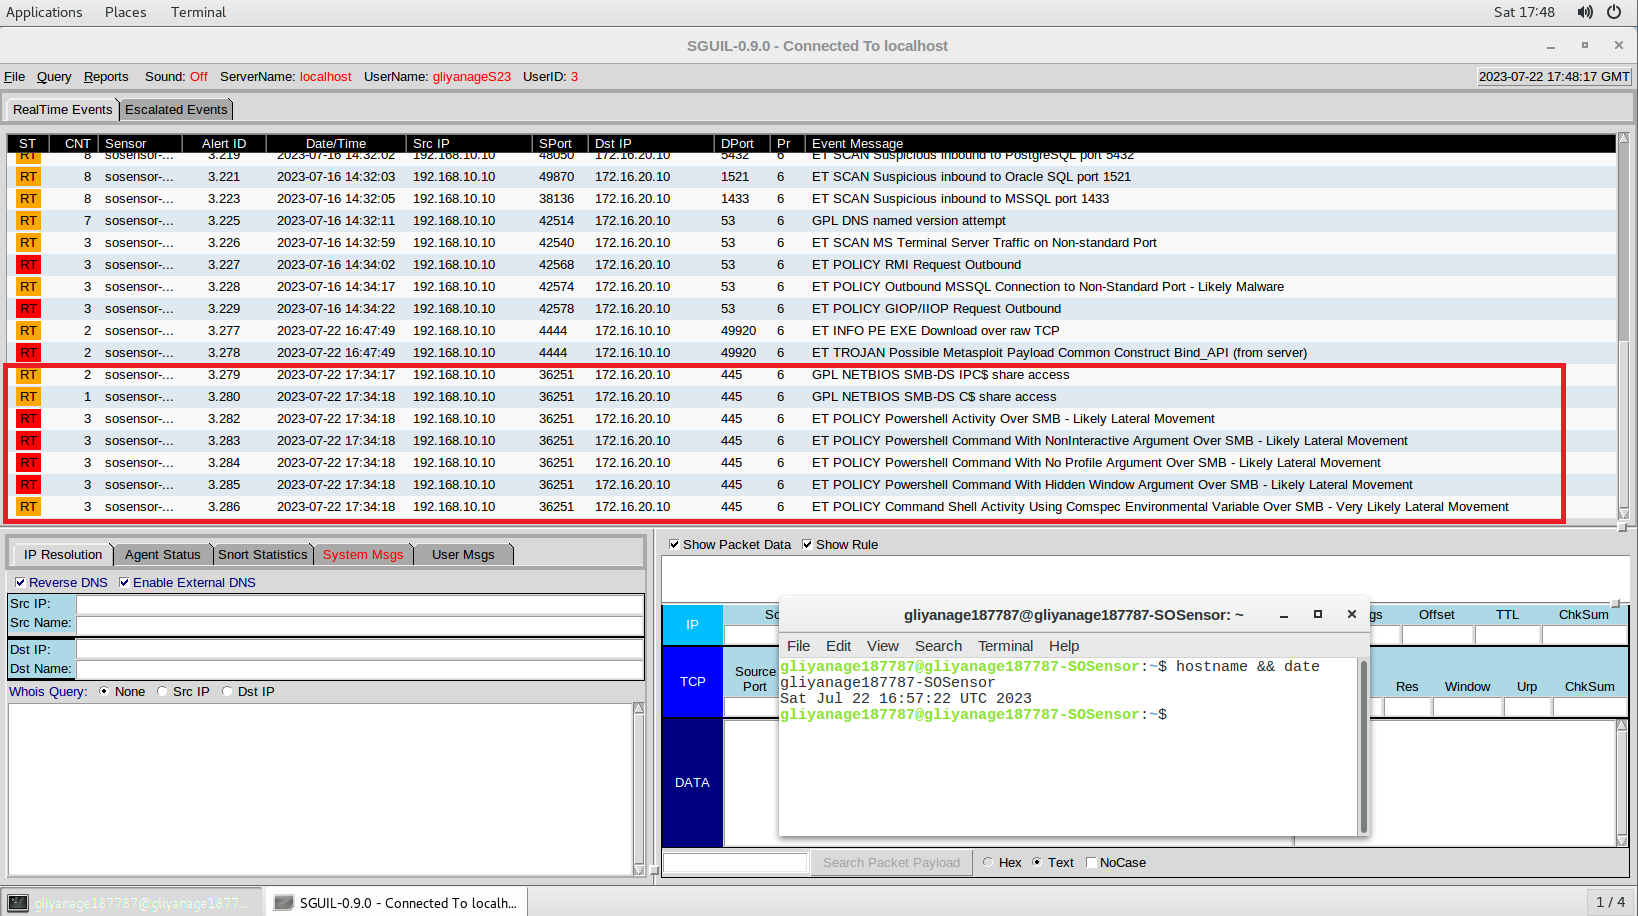 Applications Places Terminal Sat 17:48
SGUIL-0.9.0 - Connected To localhost
File Query Reports Sound: Off ServerName: localhost UserName: gliyanageS23 UserID: 3 2023-07-22 17:48:17 GMT
RealTime Events Escalated Events
ST CNT Sensor Alert ID Date/Time Src IP SPort Dst IP DPort Pr Event Message
RT 8 sosensor-... 3.219 2023-07-16 14:32:02 192.168.10.10 48050 172.16.20.10 5432 6 ET SCAN Suspicious inbound to PostgreSQL port 5432
RT 8 sosensor-... 3.221 2023-07-16 14:32:03 192.168.10.10 49870 172.16.20.10 1521 6 ET SCAN Suspicious inbound to Oracle SQL port 1521
RT 8 sosensor-... 3.223 2023-07-16 14:32:05 192.168.10.10 38136 172.16.20.10 1433 6 ET SCAN Suspicious inbound to MSSQL port 1433
RT 7 sosensor-... 3.225 2023-07-16 14:32:11 192.168.10.10 42514 172.16.20.10 53 6 GPL DNS named version attempt
RT 3 sosensor-... 3.226 2023-07-16 14:32:59 192.168.10.10 42540 172.16.20.10 53 6 ET SCAN MS Terminal Server Traffic on Non-standard Port
RT 3 sosensor-... 3.227 2023-07-16 14:34:02 192.168.10.10 42568 172.16.20.10 53 6 ET POLICY RMI Request Outbound
RT 3 sosensor-... 3.228 2023-07-16 14:34:17 192.168.10.10 42574 172.16.20.10 53 6 ET POLICY Outbound MSSQL Connection to Non-Standard Port - Likely Malware
RT 3 sosensor-... 3.229 2023-07-16 14:34:22 192.168.10.10 42578 172.16.20.10 53 6 ET POLICY GIOP/IIOP Request Outbound
RT 2 sosensor-... 3.277 2023-07-22 16:47:49 192.168.10.10 4444 172.16.10.10 49920 6 ET INFO PE EXE Download over raw TCP
RT 2 sosensor-... 3.278 2023-07-22 16:47:49 192.168.10.10 4444 172.16.10.10 49920 6 ET TROJAN Possible Metasploit Payload Common Construct Bind_API (from server)
RT 2 sosensor-... 3.279 2023-07-22 17:34:17 192.168.10.10 36251 172.16.20.10 445 6 GPL NETBIOS SMB-DS IPC$ share access
RT 1 sosensor-... 3.280 2023-07-22 17:34:18 192.168.10.10 36251 172.16.20.10 445 6 GPL NETBIOS SMB-DS C$ share access
RT 3 sosensor-... 3.282 2023-07-22 17:34:18 192.168.10.10 36251 172.16.20.10 445 6 ET POLICY Powershell Activity Over SMB - Likely Lateral Movement
RT 3 sosensor-... 3.283 2023-07-22 17:34:18 192.168.10.10 36251 172.16.20.10 445 6 ET POLICY Powershell Command With NonInteractive Argument Over SMB - Likely Lateral Movement
RT 3 sosensor-... 3.284 2023-07-22 17:34:18 192.168.10.10 36251 172.16.20.10 445 6 ET POLICY Powershell Command With No Profile Argument Over SMB - Likely Lateral Movement
RT 3 sosensor-... 3.285 2023-07-22 17:34:18 192.168.10.10 36251 172.16.20.10 445 6 ET POLICY Powershell Command With Hidden Window Argument Over SMB - Likely Lateral Movement
RT 3 sosensor-... 3.286 2023-07-22 17:34:18 192.168.10.10 36251 172.16.20.10 445 6 ET POLICY Command Shell Activity Using Comspec Environmental Variable Over SMB - Very Likely Lateral Movement
IP Resolution Agent Status Snort Statistics System Msgs User Msgs
Reverse DNS Enable External DNS
Src IP:
Src Name:
Dst IP:
Dst Name:
Whois Query: None Src IP Dst IP
Show Packet Data Show Rule
IP Offset TTL ChkSum
TCP Source Port Res Window Urp ChkSum
DATA
gliyanage187787@gliyanage187787-SOSensor: ~
File Edit View Search Terminal Help
gliyanage187787@gliyanage187787-SOSensor:~$ hostname && date
gliyanage187787-SOSensor
Sat Jul 22 16:57:22 UTC 2023
gliyanage187787@gliyanage187787-SOSensor:~$
Search Packet Payload Hex Text NoCase
gliyanage187787@gliyanage1877... SGUIL-0.9.0 - Connected To localh... 1 / 4